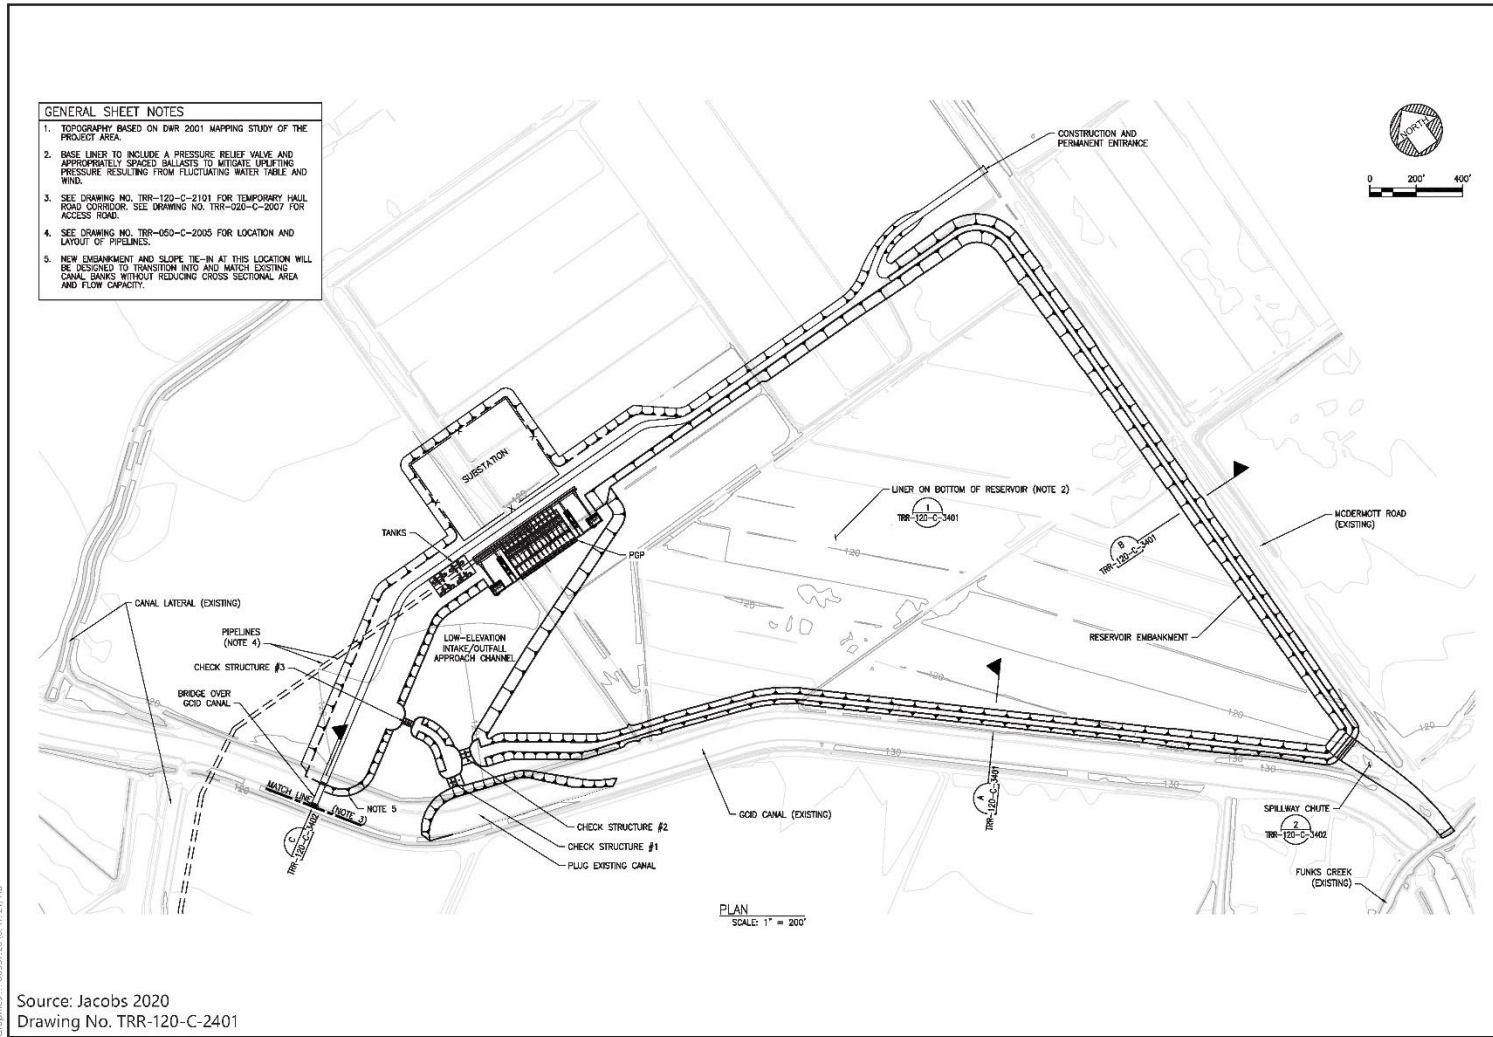 GENERAL SHEET NOTES
1. TOPOGRAPHY BASED ON DWR 2001 MAPPING STUDY OF THE
PROJECT AREA.
2. BASE LINER TO INCLUDE A PRESSURE RELIEF VALVE AND
APPROPRIATELY SPACED BALLASTS TO MITIGATE UPLIFTING
PRESSURE RESULTING FROM FLUCTUATING WATER TABLE AND
WIND.
3. SEE DRAWING NO. TRR-120-C-2101 FOR TEMPORARY HAUL
ROAD CORRIDOR. SEE DRAWING NO. TRR-020-C-2007 FOR
ACCESS ROAD.
4. SEE DRAWING NO. TRR-050-C-2005 FOR LOCATION AND
LAYOUT OF PIPELINES.
5. NEW EMBANKMENT AND SLOPE TIE-IN AT THIS LOCATION WILL
BE DESIGNED TO TRANSITION INTO AND MATCH EXISTING
CANAL BANKS WITHOUT REDUCING CROSS SECTIONAL AREA
AND FLOW CAPACITY.
CONSTRUCTION AND
PERMANENT ENTRANCE
NORTH
0 200' 400'
SUBSTATION
120
TANKS
PGP
LINER ON BOTTOM OF RESERVOIR (NOTE 2)
1
TRR-120-C-3401
120
MCDERMOTT ROAD
(EXISTING)
B
TRR-120-C-3401
CANAL LATERAL (EXISTING)
PIPELINES
(NOTE 4)
CHECK STRUCTURE #3
BRIDGE OVER
GCID CANAL
LOW-ELEVATION
INTAKE/OUTFALL
APPROACH CHANNEL
120
RESERVOIR EMBANKMENT
120
120
120
130
130
130
130
130
120
MATCH LINE
(NOTE 3)
NOTE 5
C
TRR-120-C-3402
CHECK STRUCTURE #2
CHECK STRUCTURE #1
PLUG EXISTING CANAL
GCID CANAL (EXISTING)
A
TRR-120-C-3401
SPILLWAY CHUTE
2
TRR-120-C-3402
FUNKS CREEK
(EXISTING)
PLAN
SCALE: 1" = 200'
Source: Jacobs 2020
Drawing No. TRR-120-C-2401